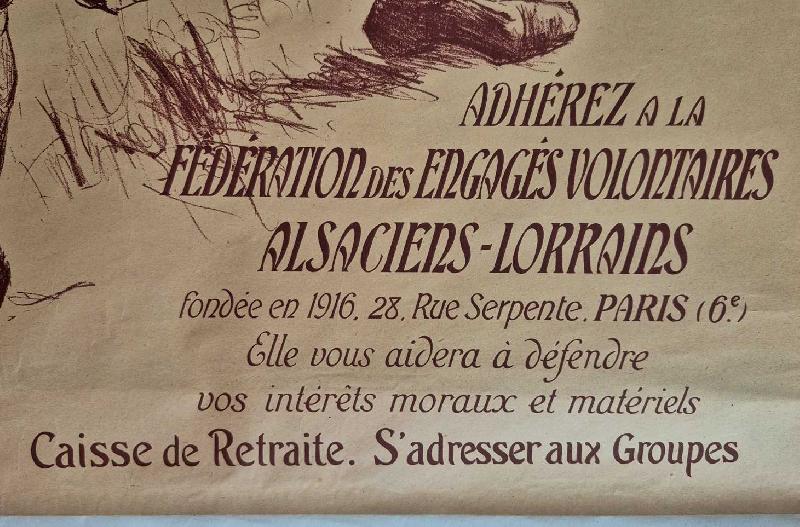 ADHÉREZ A LA
FÉDÉRATION DES ENGAGÉS VOLONTAIRES
ALSACIENS-LORRAINS
fondée en 1916, 28, Rue Serpente, PARIS (6e)
Elle vous aidera à défendre
vos intérêts moraux et matériels
Caisse de Retraite. S'adresser aux Groupes